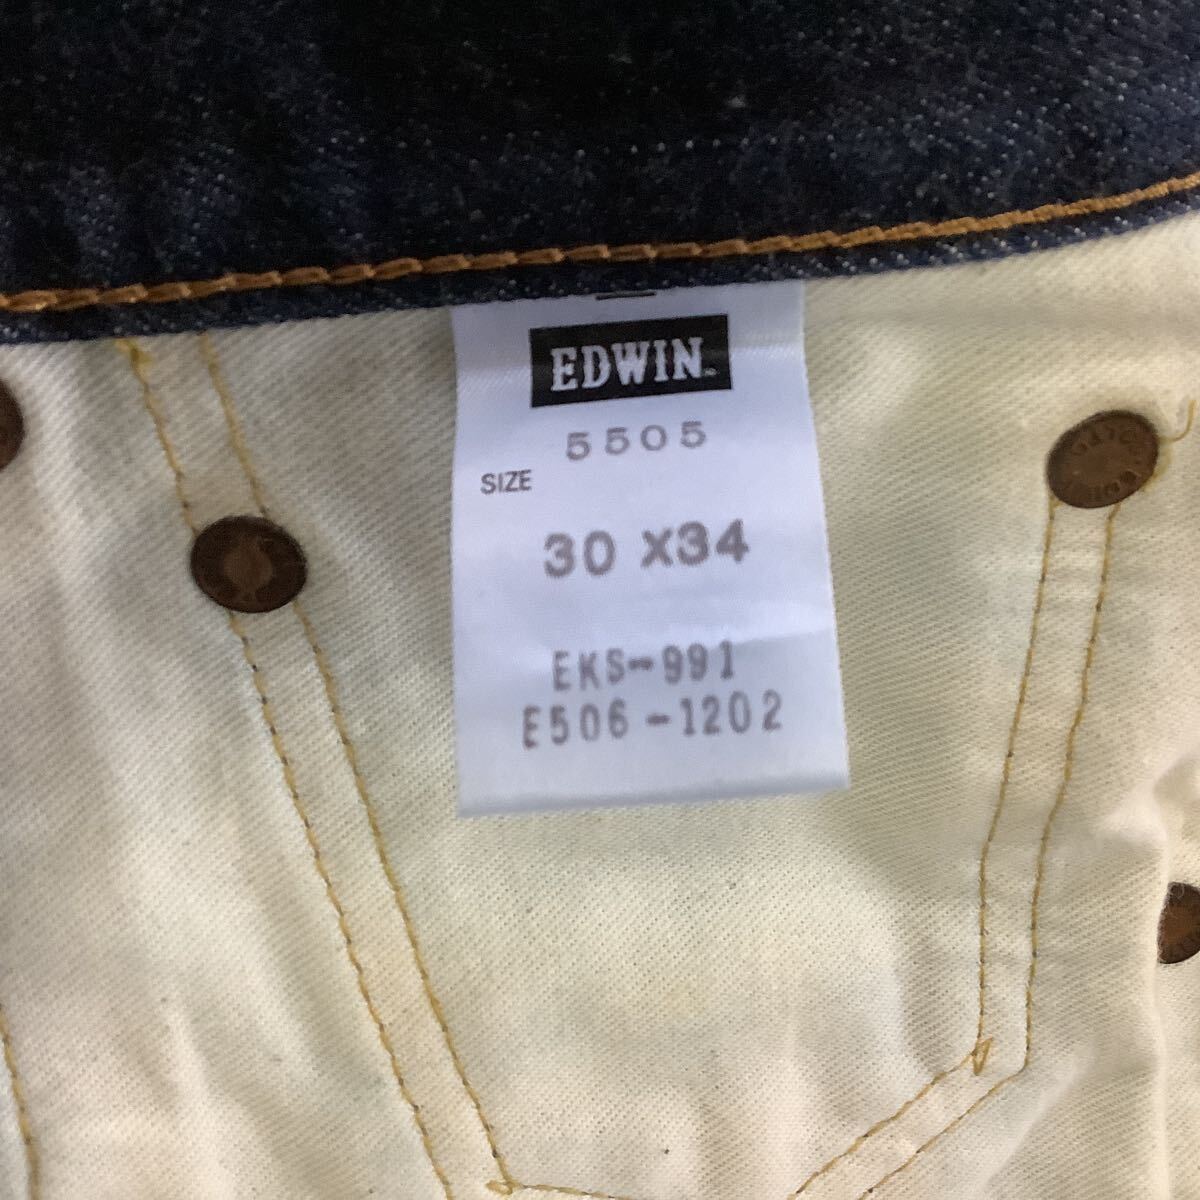 EDWIN
5505
SIZE
30 X34
EKS-991
E506-1202